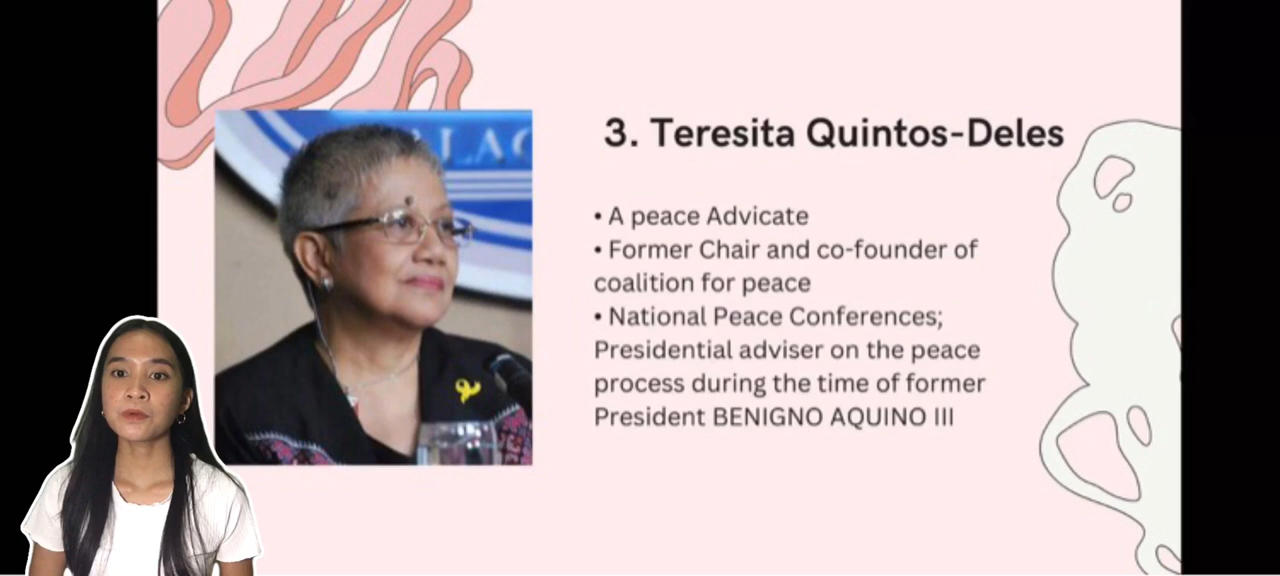 ALAC
3. Teresita Quintos-Deles
• A peace Advicate
• Former Chair and co-founder of
coalition for peace
• National Peace Conferences;
Presidential adviser on the peace
process during the time of former
President BENIGNO AQUINO III